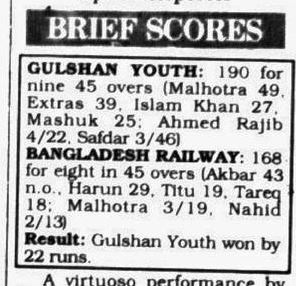 BRIEF SCORES
GULSHAN YOUTH: 190 for
nine 45 overs (Malhotra 49,
Extras 39, Islam Khan 27,
Mashuk 25; Ahmed Rajib
4/22, Safdar 3/46)
BANGLADESH RAILWAY: 168
for eight in 45 overs (Akbar 43
n.o., Harun 29, Titu 19, Tareq
18; Malhotra 3/19, Nahid
2/13)
Result: Gulshan Youth won by
22 runs.
A virtuoso performance by